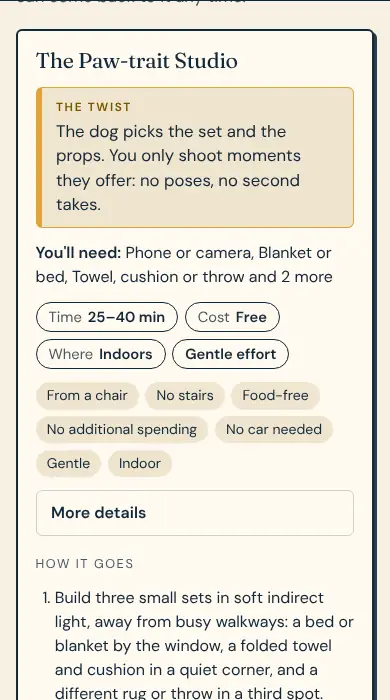 The Paw-trait Studio
THE TWIST
The dog picks the set and the
props. You only shoot moments
they offer: no poses, no second
takes.
You'll need: Phone or camera, Blanket or
bed, Towel, cushion or throw and 2 more
Time 25–40 min Cost Free
Where Indoors Gentle effort
From a chair No stairs Food-free
No additional spending No car needed
Gentle Indoor
More details
HOW IT GOES
1. Build three small sets in soft indirect
light, away from busy walkways: a bed or
blanket by the window, a folded towel
and cushion in a quiet corner, and a
different rug or throw in a third spot.